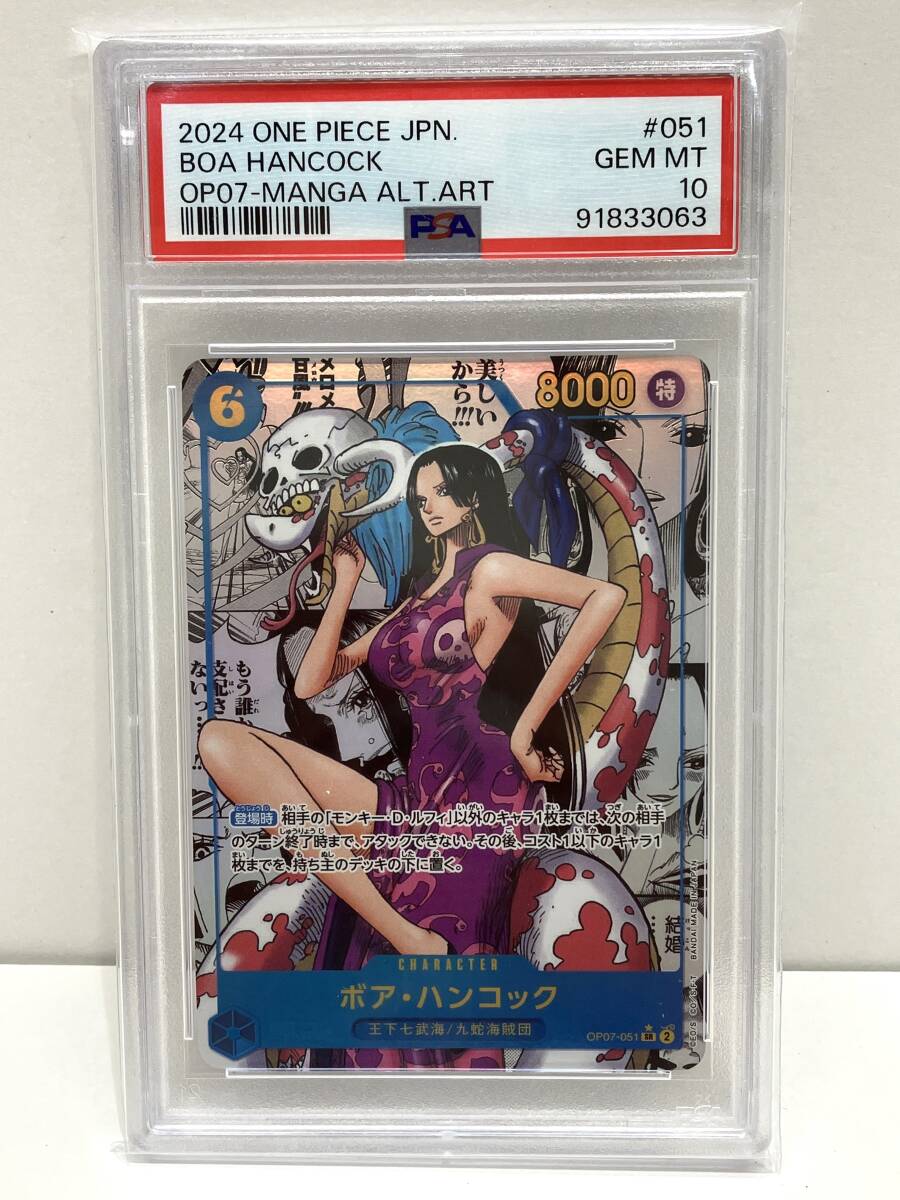 2024 ONE PIECE JPN.
#051
BOA HANCOCK
GEM MT
OP07-MANGA ALT.ART
10
PSA
91833063
6
8000
特
美しい
から!!!
もう誰
支配さ
ない…
登場時 相手の「モンキー・D・ルフィ」以外のキャラ1枚までは、次の相手
のターン終了時まで、アタックできない。その後、コスト1以下のキャラ1
枚までを、持ち主のデッキの下に置く。
結婚
CHARACTER
ボア・ハンコック
王下七武海/九蛇海賊団
OP07-051 SR 2
BANDAI MADE IN JAPAN